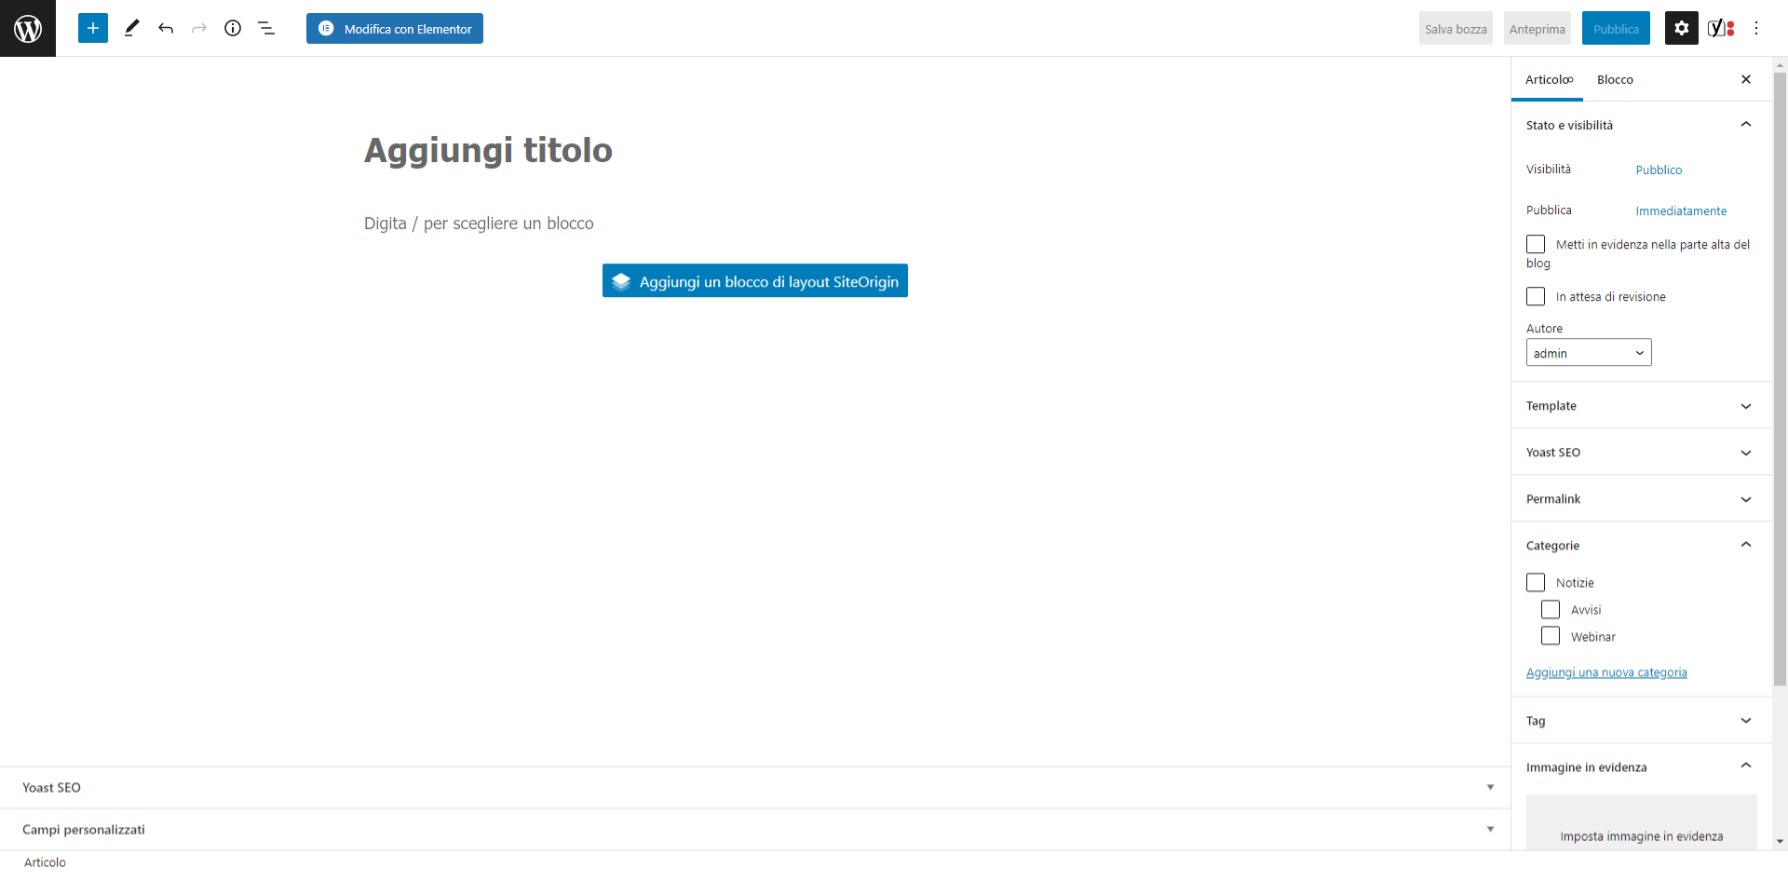 Modifica con Elementor
Salva bozza
Anteprima
Pubblica
Aggiungi titolo
Digita / per scegliere un blocco
Aggiungi un blocco di layout SiteOrigin
Articolo
Blocco
Stato e visibilità
Visibilità
Pubblico
Pubblica
Immediatamente
Metti in evidenza nella parte alta del
blog
In attesa di revisione
Autore
admin
Template
Yoast SEO
Permalink
Categorie
Notizie
Avvisi
Webinar
Aggiungi una nuova categoria
Tag
Immagine in evidenza
Imposta immagine in evidenza
Yoast SEO
Campi personalizzati
Articolo